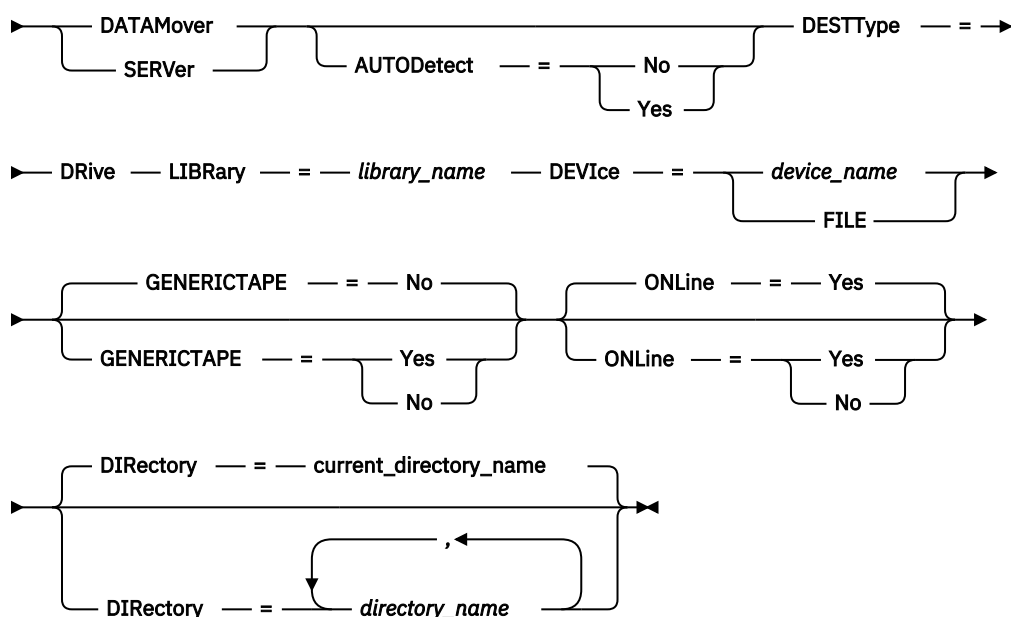 DATAMover DESTType =
SERVer
AUTODetect = No
Yes
DRive LIBRary = library_name DEVIce = device_name
FILE
GENERICTAPE = No ONLine = Yes
GENERICTAPE = Yes ONLine = Yes
No No
DIRectory = current_directory_name
,
DIRectory = directory_name